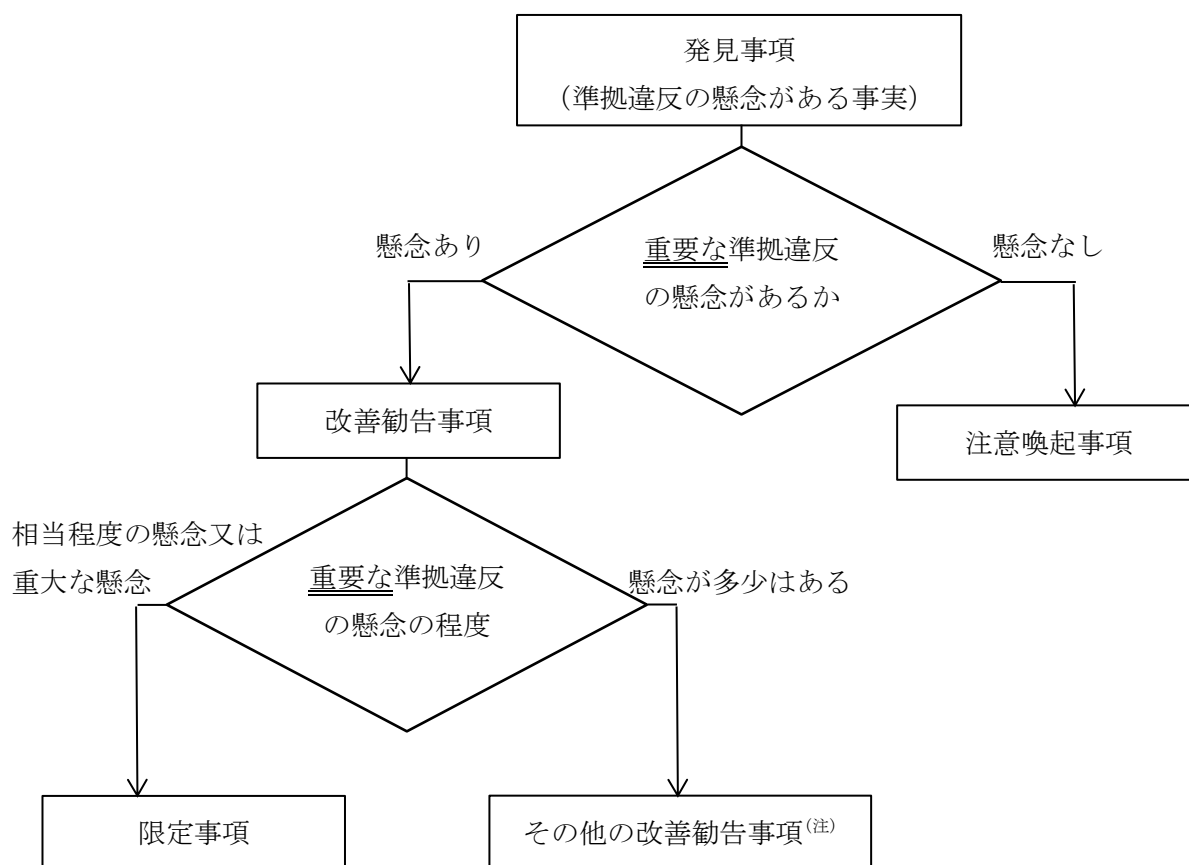 発見事項
（準拠違反の懸念がある事実）
懸念あり
重要な準拠違反
の懸念があるか
懸念なし
改善勧告事項
注意喚起事項
相当程度の懸念又は
重大な懸念
重要な準拠違反
の懸念の程度
懸念が多少はある
限定事項
その他の改善勧告事項(注)